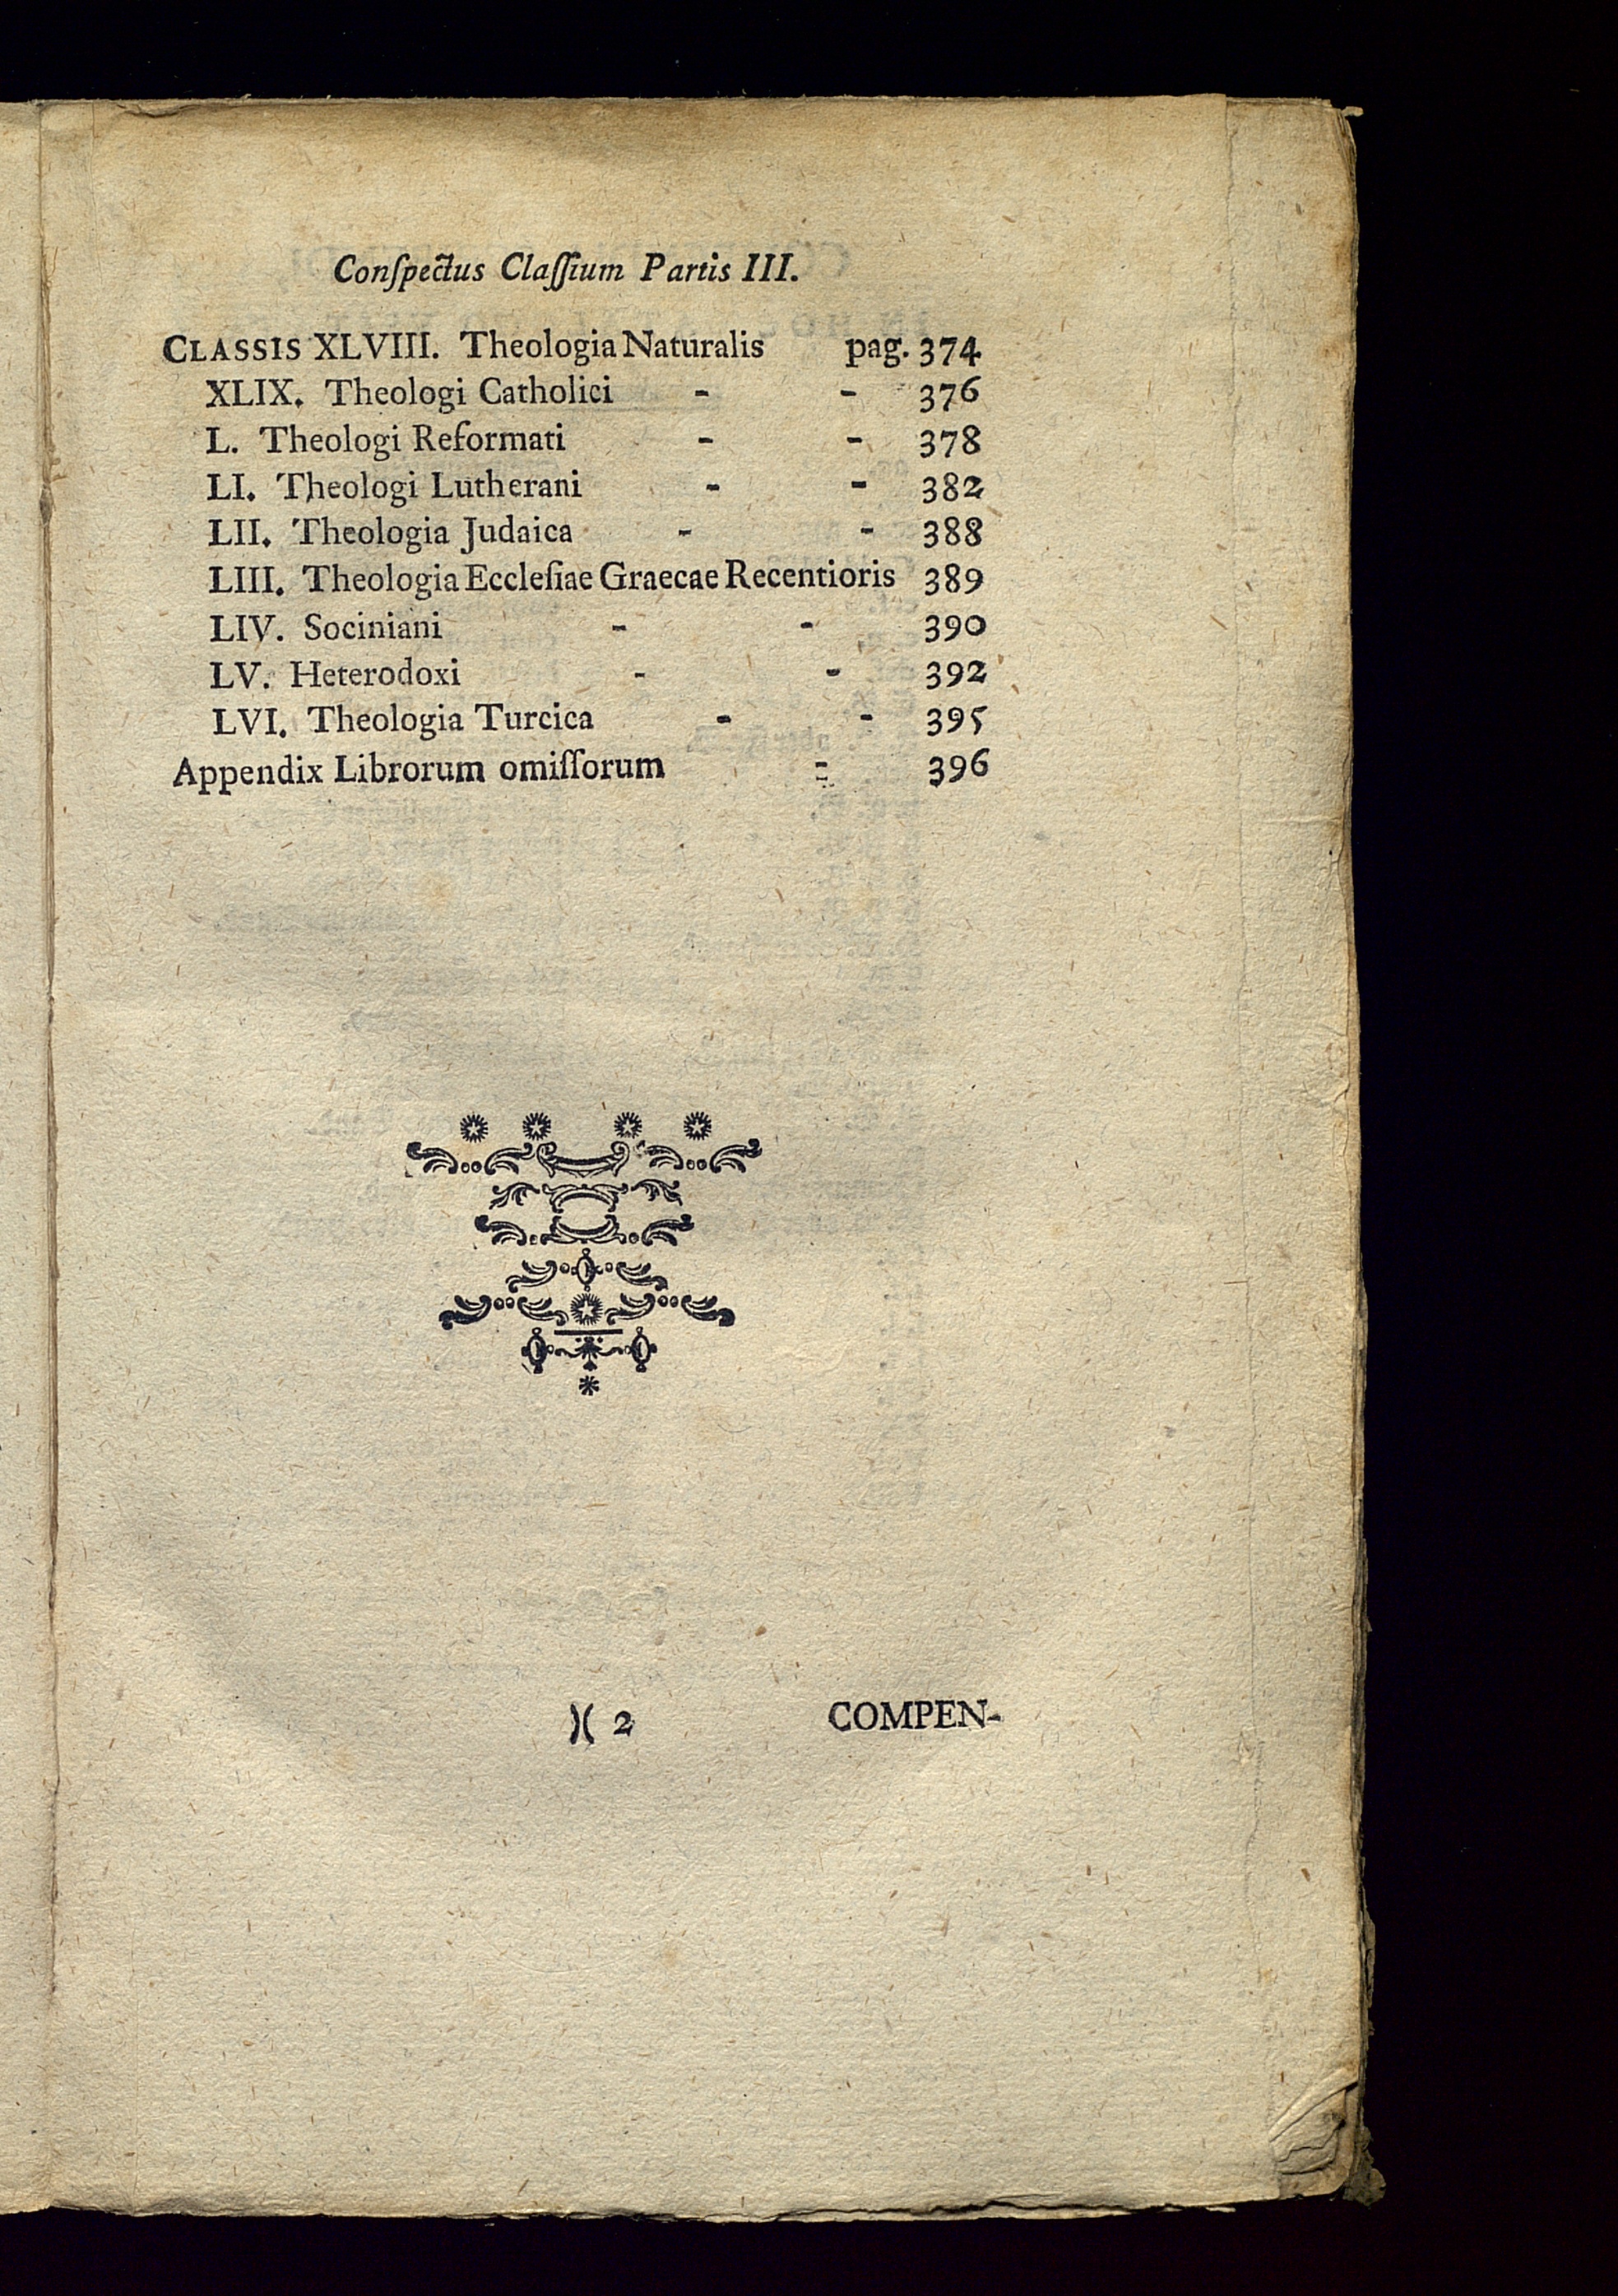 Conſpectus Claſſium Partis III.
CLASSIS XLVIII. Theologia Naturalis pag. 374
XLIX. Theologi Catholici - - 376
L. Theologi Reformati - - 378
LI. Theologi Lutherani - - 382
LII. Theologia Judaica - - 388
LIII. Theologia Eccleſiae Graecae Recentioris 389
LIV. Sociniani - - 390
LV. Heterodoxi - - 392
LVI. Theologia Turcica - - 395
Appendix Librorum omiſſorum - 396
)( 2 COMPEN-